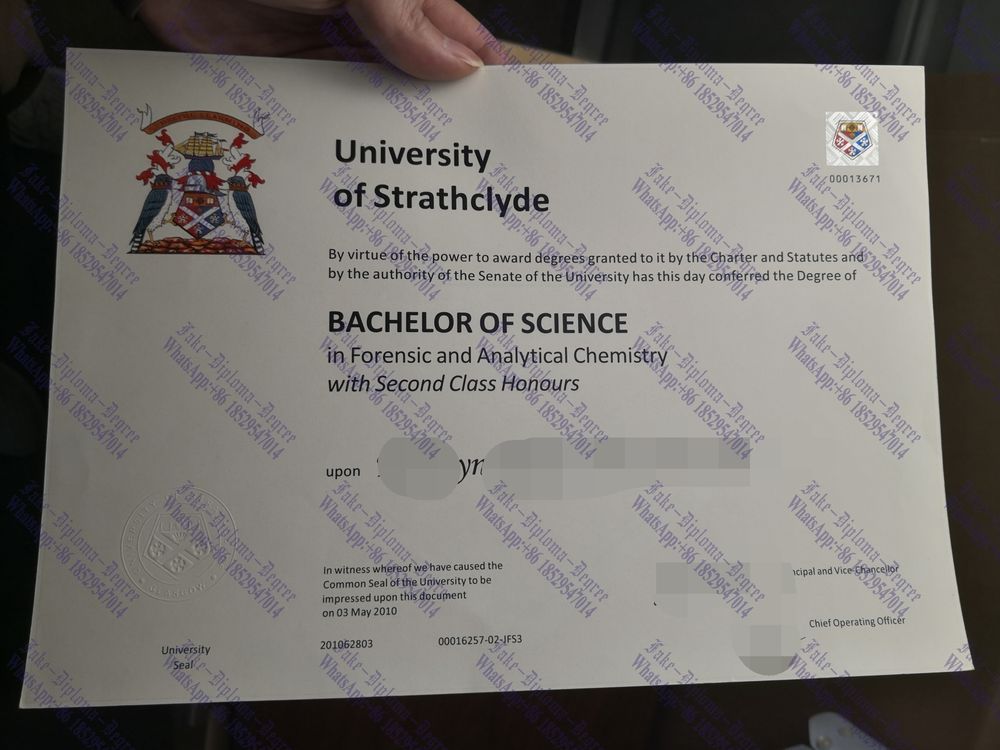 University
of Strathclyde
00013671
By virtue of the power to award degrees granted to it by the Charter and Statutes and
by the authority of the Senate of the University has this day conferred the Degree of
BACHELOR OF SCIENCE
in Forensic and Analytical Chemistry
with Second Class Honours
upon
In witness whereof we have caused the
Common Seal of the University to be
impressed upon this document
on 03 May 2010
Vice-Chancellor
Chief Operating Officer
201062803
00016257-02-JFS3
University
Seal
Fake-Diploma-Degree
WhatsApp:+86 18529547014